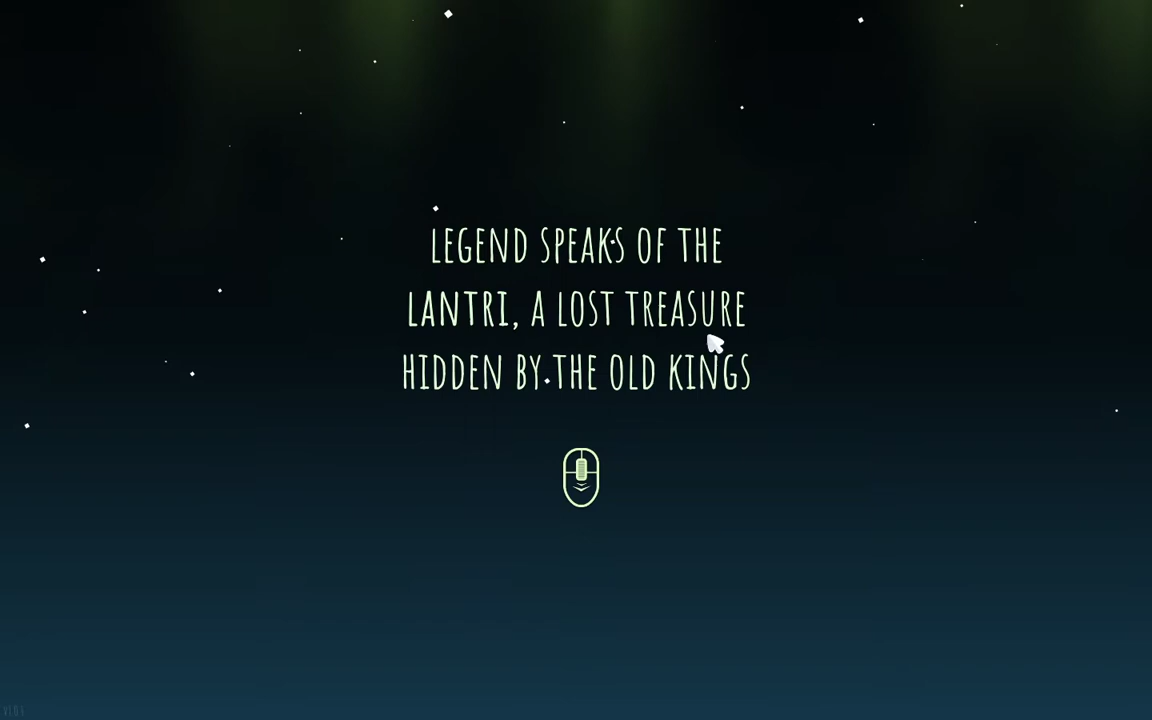 LEGEND SPEAKS OF THE
LANTRI, A LOST TREASURE
HIDDEN BY THE OLD KINGS